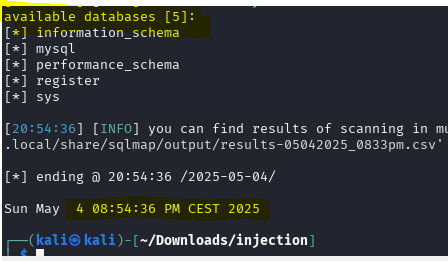 available databases [5]:
[*] information_schema
[*] mysql
[*] performance_schema
[*] register
[*] sys
[20:54:36] [INFO] you can find results of scanning in mu
.local/share/sqlmap/output/results-05042025_0833pm.csv'
[*] ending @ 20:54:36 /2025-05-04/
Sun May  4 08:54:36 PM CEST 2025
┌──(kali㉿kali)-[~/Downloads/injection]
└─$